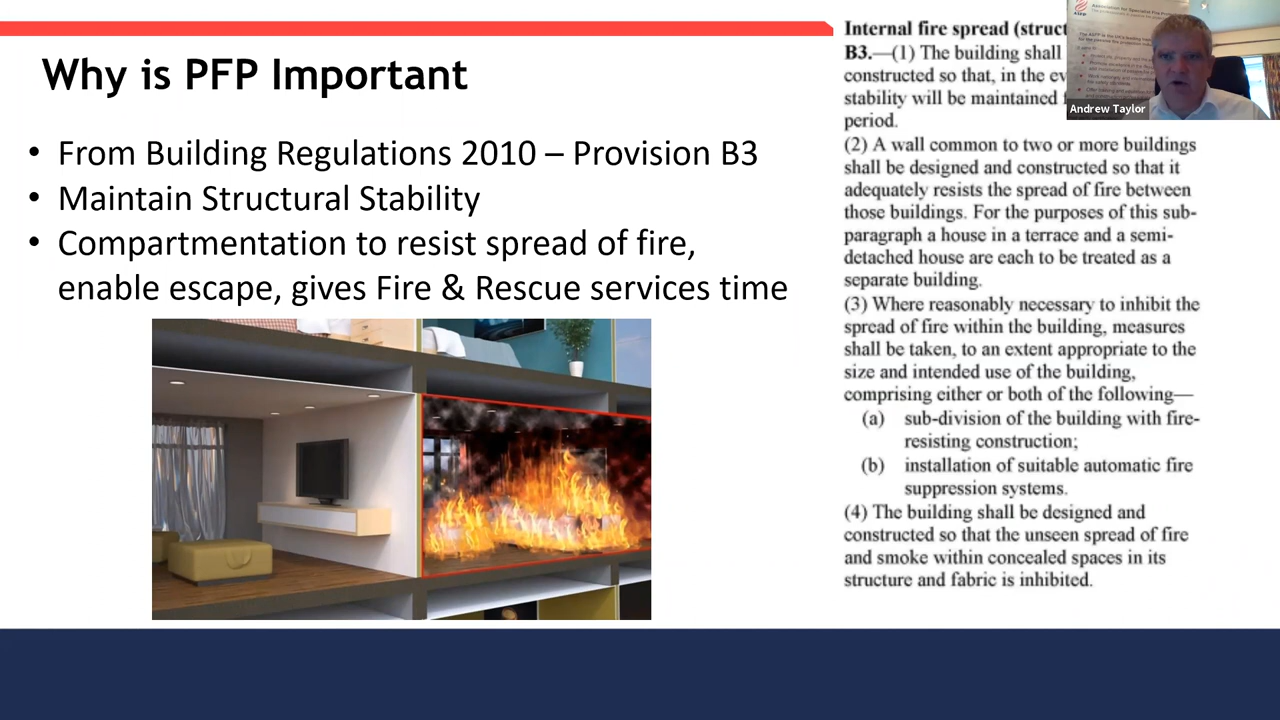 Why is PFP Important
• From Building Regulations 2010 – Provision B3
• Maintain Structural Stability
• Compartmentation to resist spread of fire,
enable escape, gives Fire & Rescue services time
Internal fire spread (struct
B3.—(1) The building shall
constructed so that, in the ev
stability will be maintained
period.
(2) A wall common to two or more buildings
shall be designed and constructed so that it
adequately resists the spread of fire between
those buildings. For the purposes of this sub-
paragraph a house in a terrace and a semi-
detached house are each to be treated as a
separate building.
(3) Where reasonably necessary to inhibit the
spread of fire within the building, measures
shall be taken, to an extent appropriate to the
size and intended use of the building,
comprising either or both of the following—
(a) sub-division of the building with fire-
resisting construction;
(b) installation of suitable automatic fire
suppression systems.
(4) The building shall be designed and
constructed so that the unseen spread of fire
and smoke within concealed spaces in its
structure and fabric is inhibited.
Association for Specialist Fire
Andrew Taylor